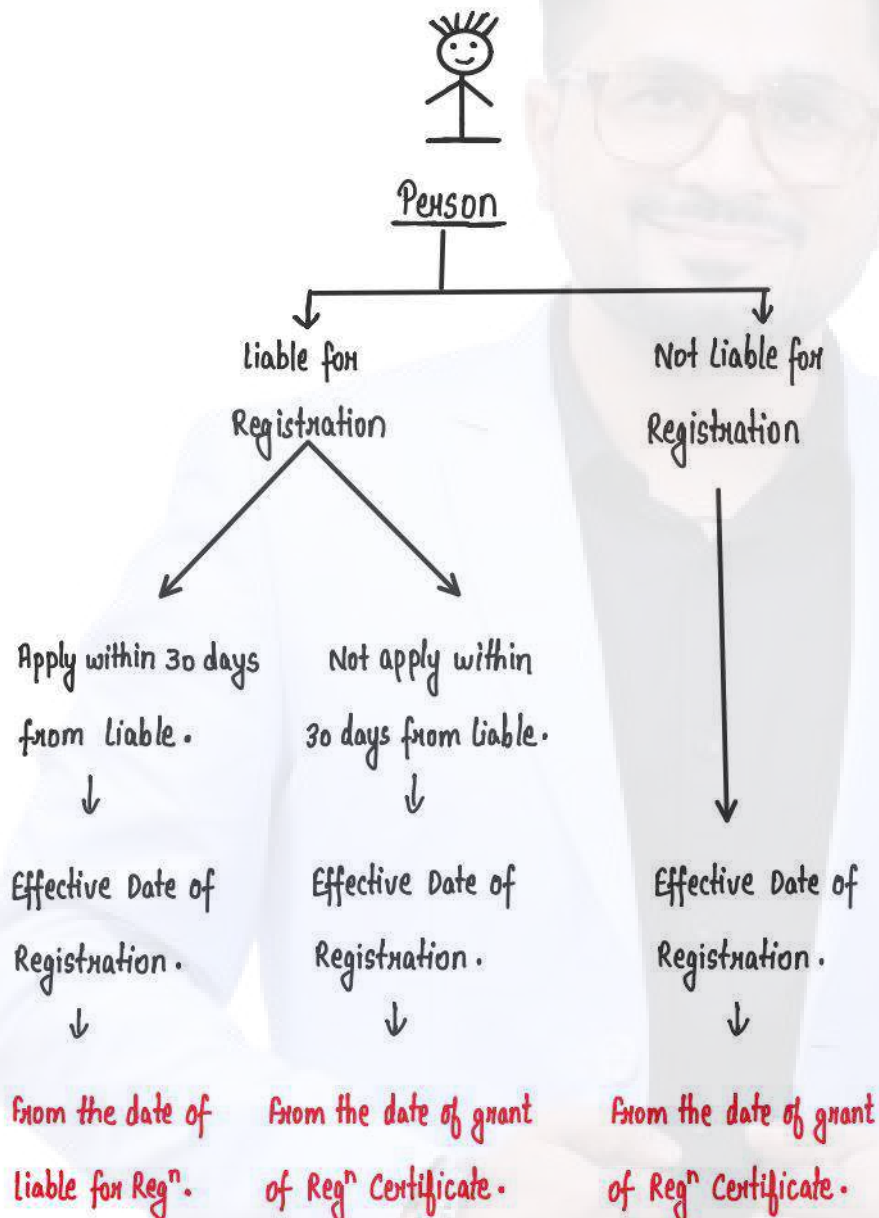 Person
Liable for
Registration
Not Liable for
Registration
Apply within 30 days
from Liable.
Not apply within
30 days from Liable.
Effective Date of
Registration.
Effective Date of
Registration.
Effective Date of
Registration.
From the date of
Liable for Regⁿ.
From the date of grant
of Regⁿ Certificate.
From the date of grant
of Regⁿ Certificate.